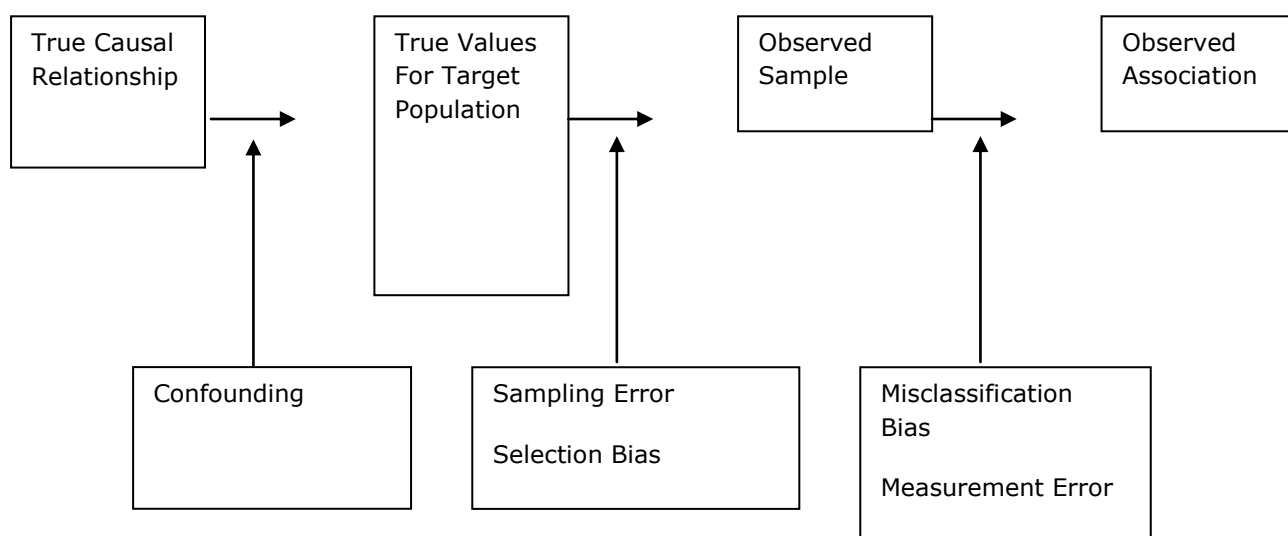 True Causal
Relationship
True Values
For Target
Population
Observed
Sample
Observed
Association
Confounding
Sampling Error
Selection Bias
Misclassification
Bias
Measurement Error